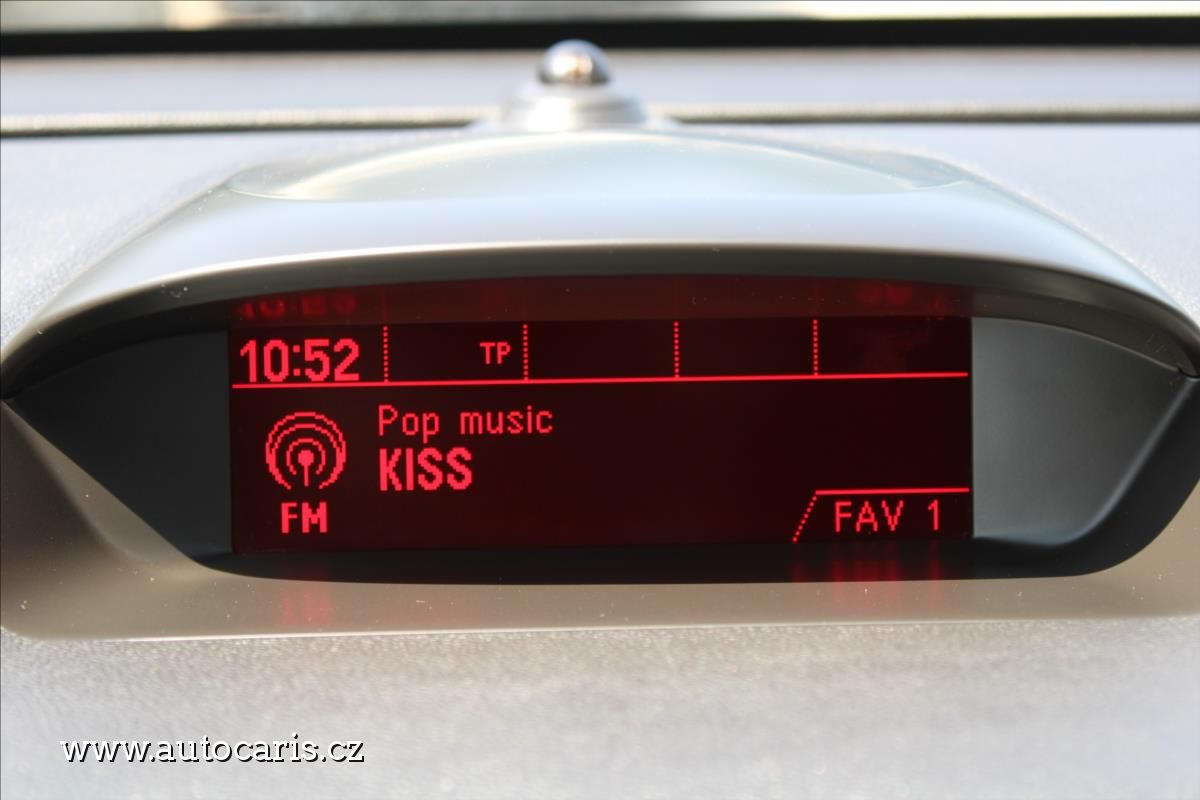 10:52
TP
Pop music
KISS
FM
FAV 1
www.autocaris.cz